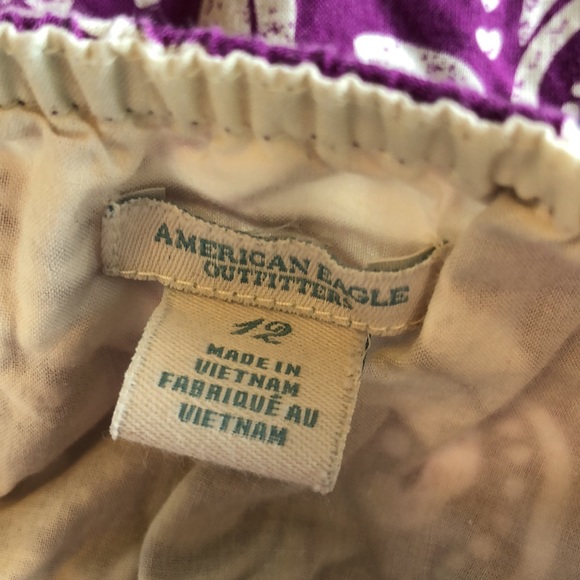 AMERICAN EAGLE
OUTFITTERS
12
MADE IN
VIETNAM
FABRIQUÉ AU
VIETNAM